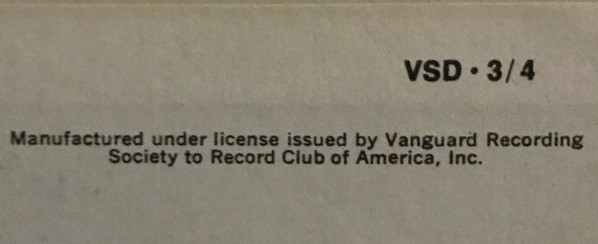 VSD • 3/4
Manufactured under license issued by Vanguard Recording
Society to Record Club of America, Inc.